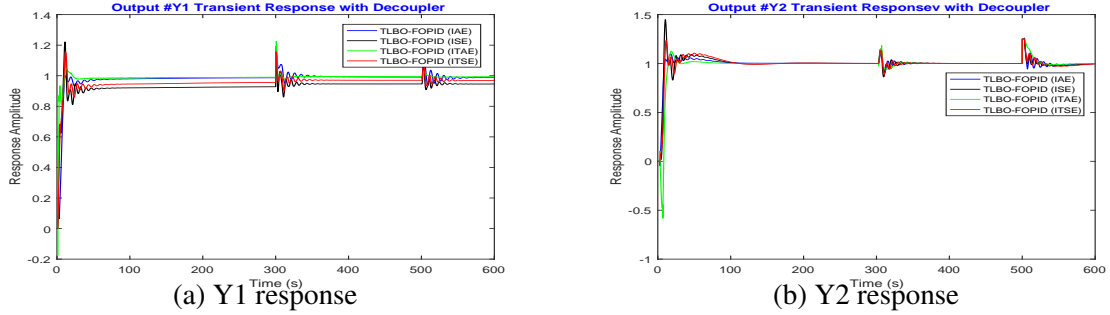 Output #Y1 Transient Response with Decoupler
1.4
1.2
1
0.8
0.6
0.4
0.2
0
-0.2
Response Amplitude
TLBO-FOPID (IAE)
TLBO-FOPID (ISE)
TLBO-FOPID (ITAE)
TLBO-FOPID (ITSE)
0 100 200 300 400 500 600
Time (s)
(a) Y1 response
Output #Y2 Transient Responsev with Decoupler
1.5
1
0.5
0
-0.5
-1
Response Amplitude
TLBO-FOPID (IAE)
TLBO-FOPID (ISE)
TLBO-FOPID (ITAE)
TLBO-FOPID (ITSE)
0 100 200 300 400 500 600
Time (s)
(b) Y2 response